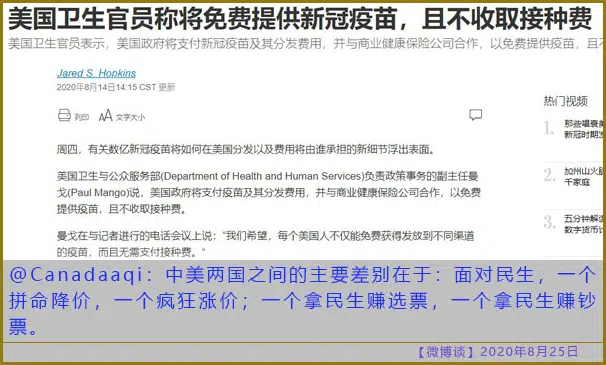 美国卫生官员称将免费提供新冠疫苗，且不收取接种费
美国卫生官员表示，美国政府将支付新冠疫苗及其分发费用，并与商业健康保险公司合作，以免费提供疫苗，且不
Jared S. Hopkins
2020年8月14日14:15 CST 更新
列印 AA 文字大小
热门视频
周四，有关数亿新冠疫苗将如何在美国分发以及费用将由谁承担的新细节浮出表面。
1. 那些唱衰美
新冠时期发
美国卫生与公众服务部(Department of Health and Human Services)负责政策事务的副主任曼
戈(Paul Mango)说，美国政府将支付疫苗及其分发费用，并与商业健康保险公司合作，以免费
提供疫苗，且不收取接种费。
2. 加州山火
千家庭
曼戈在与记者进行的电话会议上说：“我们希望，每个美国人不仅能免费获得发放到不同渠道
的疫苗，而且无需支付接种费。”
3. 五分钟解
数字货币计
@Canadaaqi：中美两国之间的主要差别在于：面对民生，一个
拼命降价，一个疯狂涨价；一个拿民生赚选票，一个拿民生赚钞
票。
【微博谈】2020年8月25日